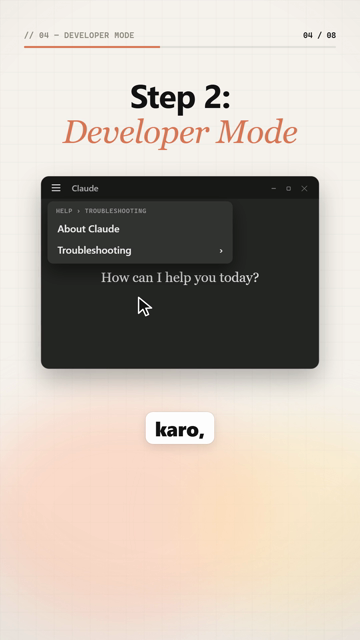 // 04 — DEVELOPER MODE
04 / 08
Step 2:
Developer Mode
Claude
HELP › TROUBLESHOOTING
About Claude
Troubleshooting ›
How can I help you today?
karo,